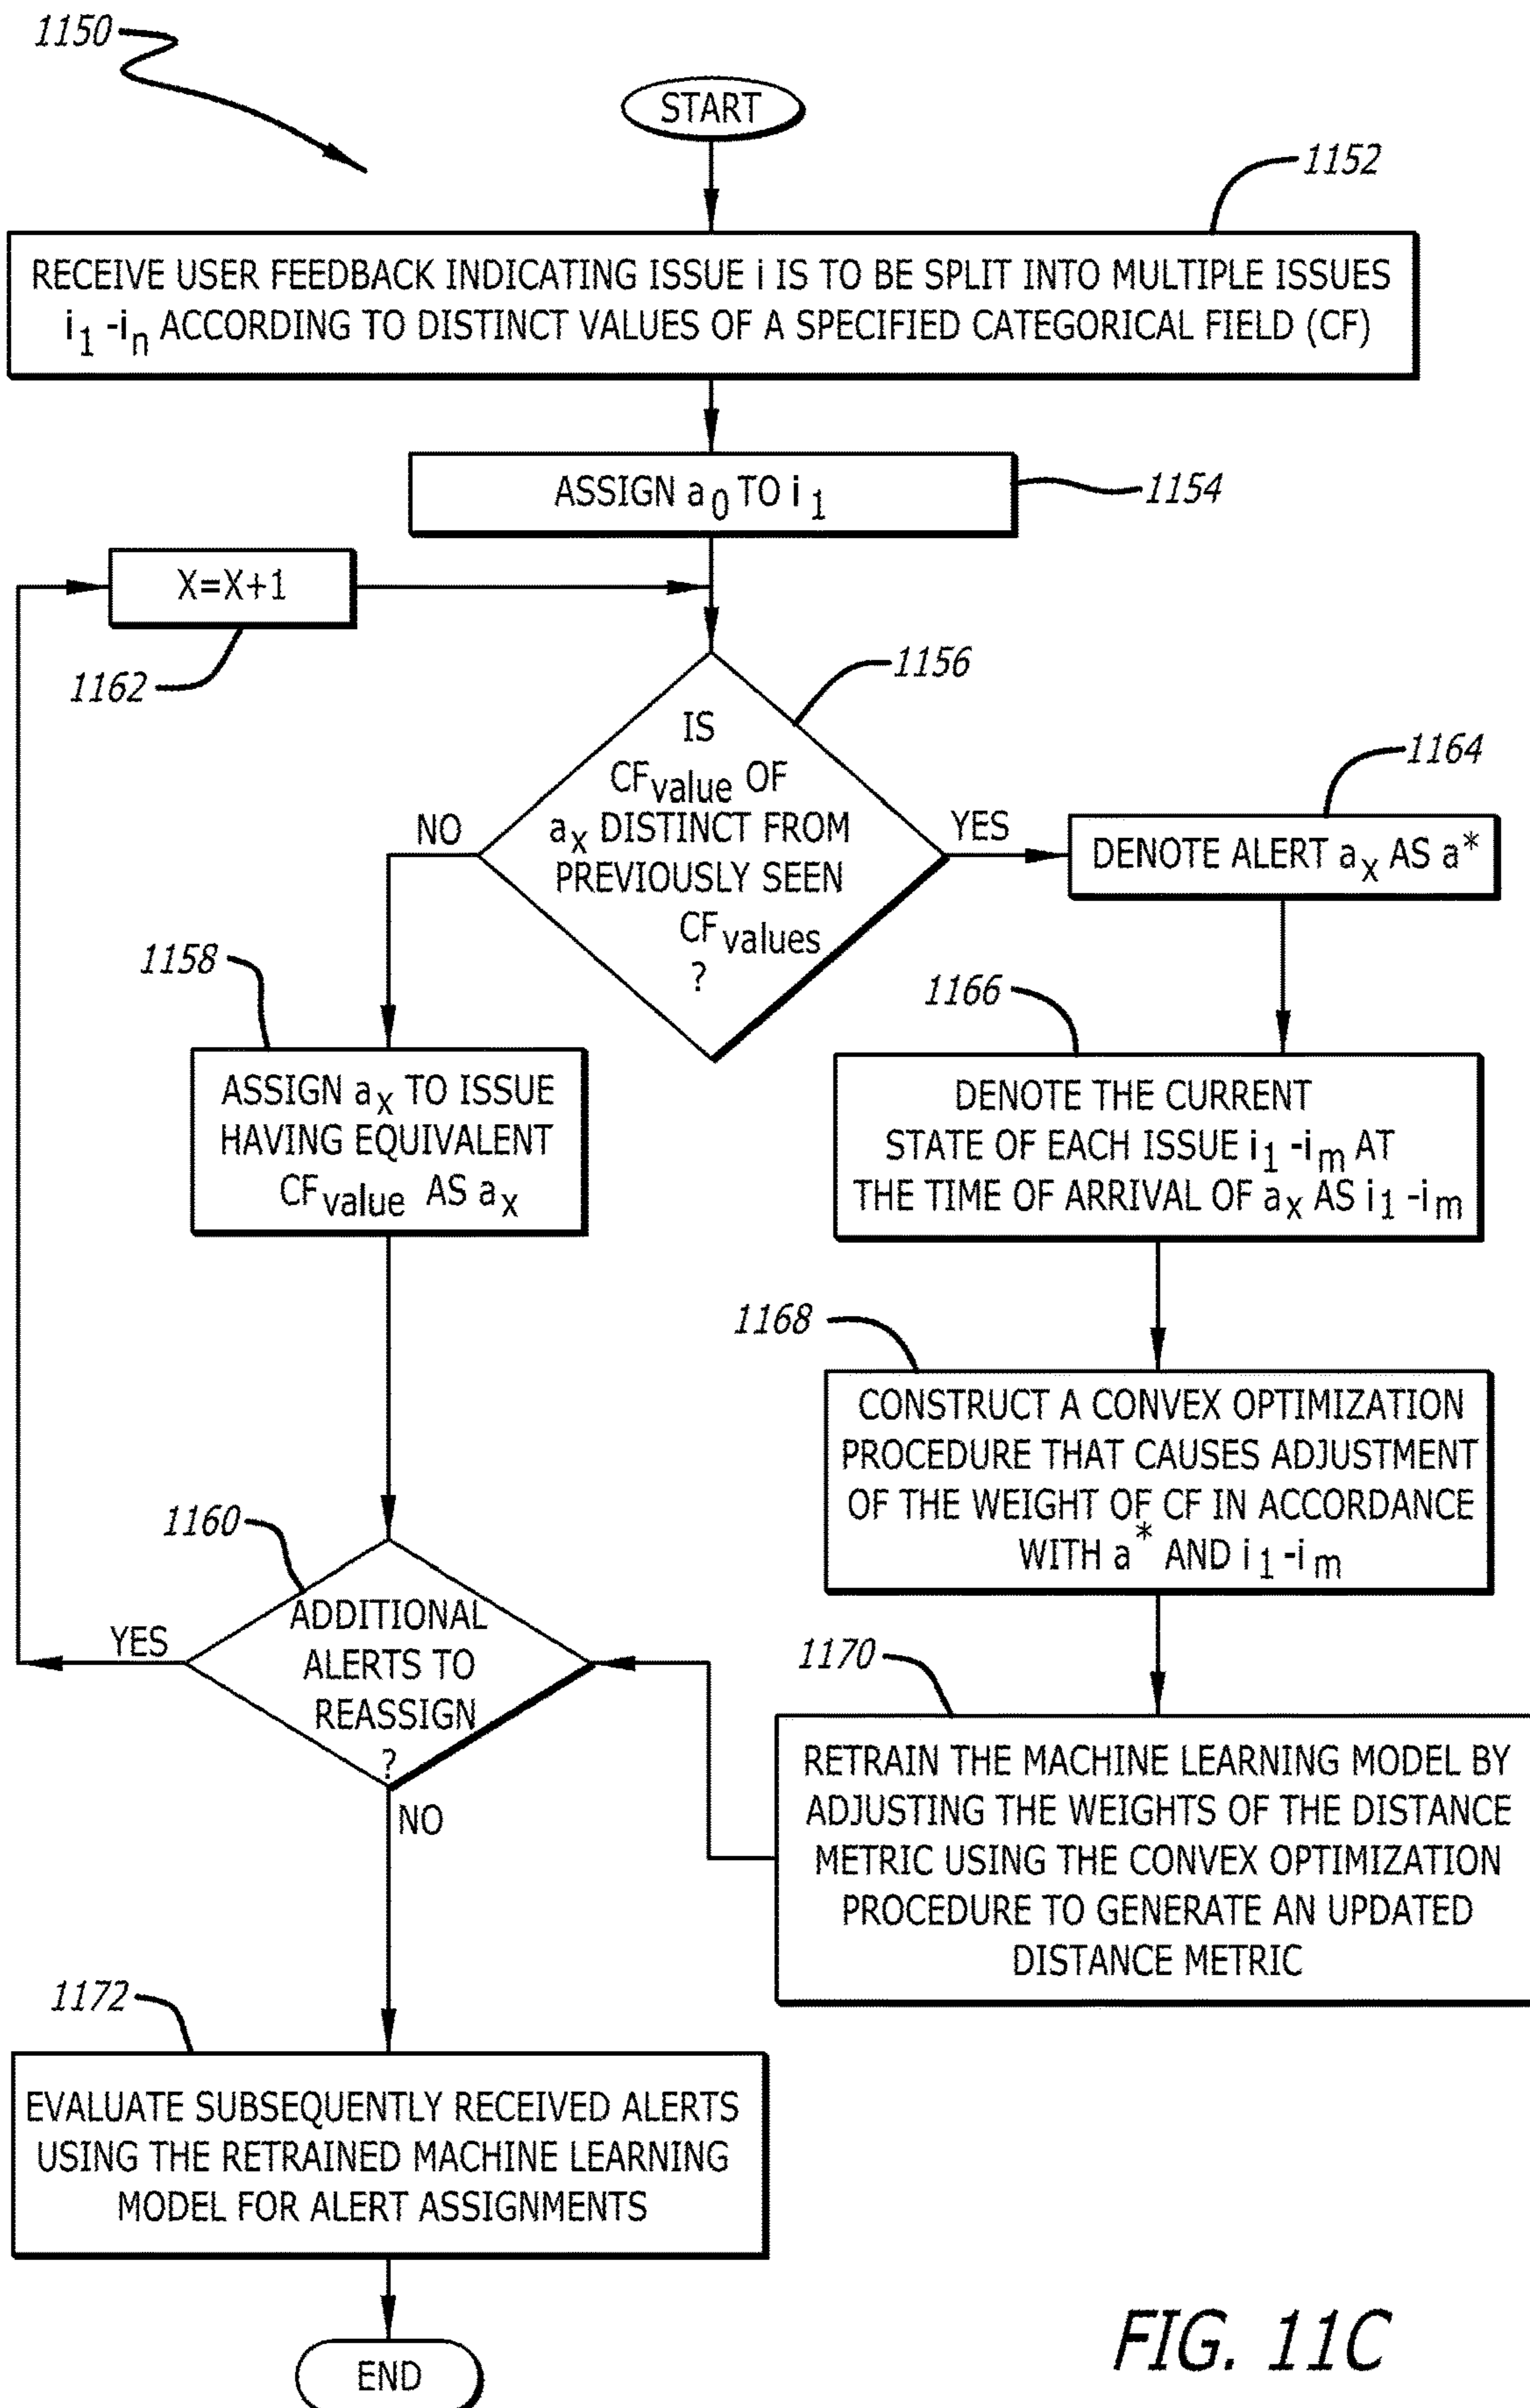 1150
START
1152
RECEIVE USER FEEDBACK INDICATING ISSUE i IS TO BE SPLIT INTO MULTIPLE ISSUES
i1 -in ACCORDING TO DISTINCT VALUES OF A SPECIFIED CATEGORICAL FIELD (CF)
ASSIGN a0 TO i1
1154
X=X+1
1162
1156
IS
CFvalue OF
ax DISTINCT FROM
PREVIOUSLY SEEN
CFvalues
?
NO
YES
1164
DENOTE ALERT ax AS a*
1158
ASSIGN ax TO ISSUE
HAVING EQUIVALENT
CFvalue AS ax
1166
DENOTE THE CURRENT
STATE OF EACH ISSUE i1 -im AT
THE TIME OF ARRIVAL OF ax AS i1 -im
1168
CONSTRUCT A CONVEX OPTIMIZATION
PROCEDURE THAT CAUSES ADJUSTMENT
OF THE WEIGHT OF CF IN ACCORDANCE
WITH a* AND i1-im
1160
ADDITIONAL
ALERTS TO
REASSIGN
?
YES
NO
1170
RETRAIN THE MACHINE LEARNING MODEL BY
ADJUSTING THE WEIGHTS OF THE DISTANCE
METRIC USING THE CONVEX OPTIMIZATION
PROCEDURE TO GENERATE AN UPDATED
DISTANCE METRIC
1172
EVALUATE SUBSEQUENTLY RECEIVED ALERTS
USING THE RETRAINED MACHINE LEARNING
MODEL FOR ALERT ASSIGNMENTS
END
FIG. 11C